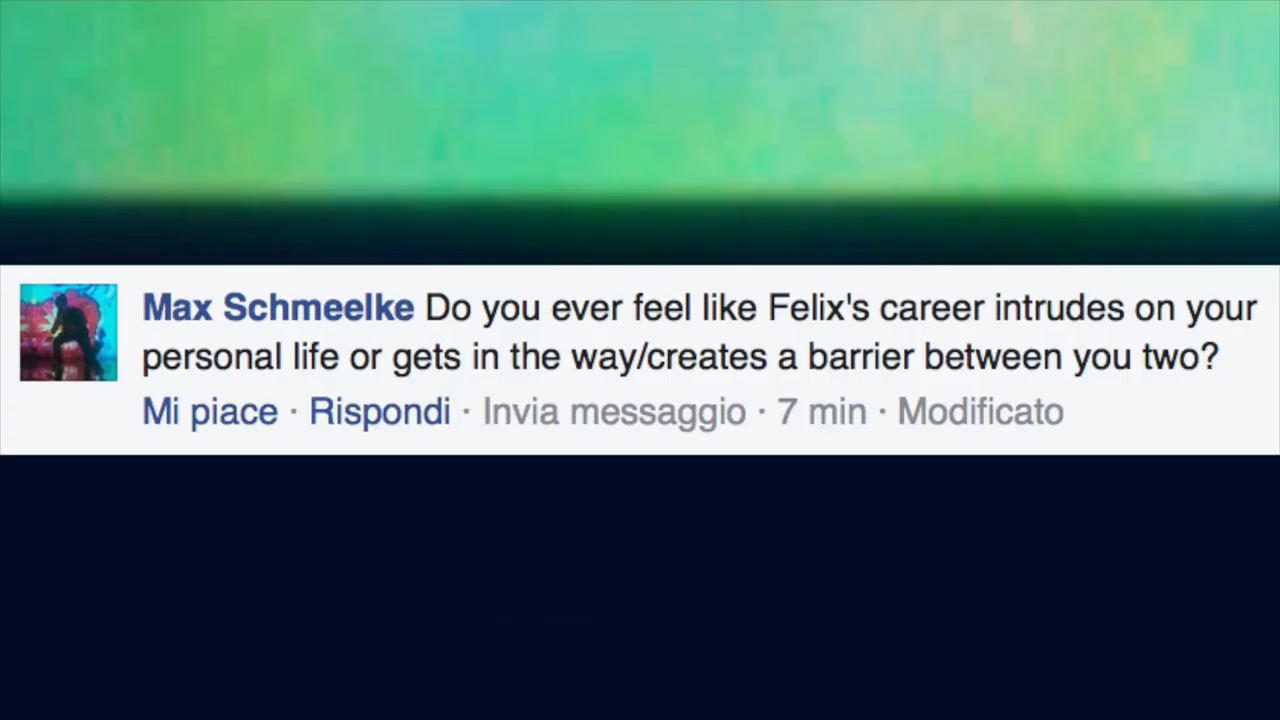 Max Schmeelke Do you ever feel like Felix's career intrudes on your
personal life or gets in the way/creates a barrier between you two?
Mi piace · Rispondi · Invia messaggio · 7 min · Modificato